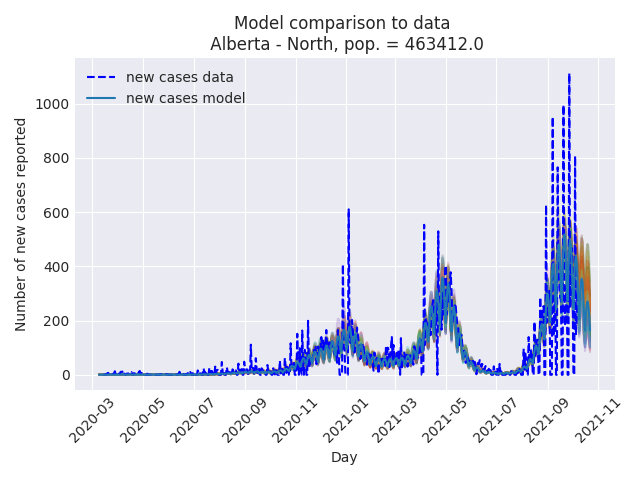 Model comparison to data
Alberta - North, pop. = 463412.0
new cases data
new cases model
Number of new cases reported
1000
800
600
400
200
0
2020-03
2020-05
2020-07
2020-09
2020-11
2021-01
2021-03
2021-05
2021-07
2021-09
2021-11
Day